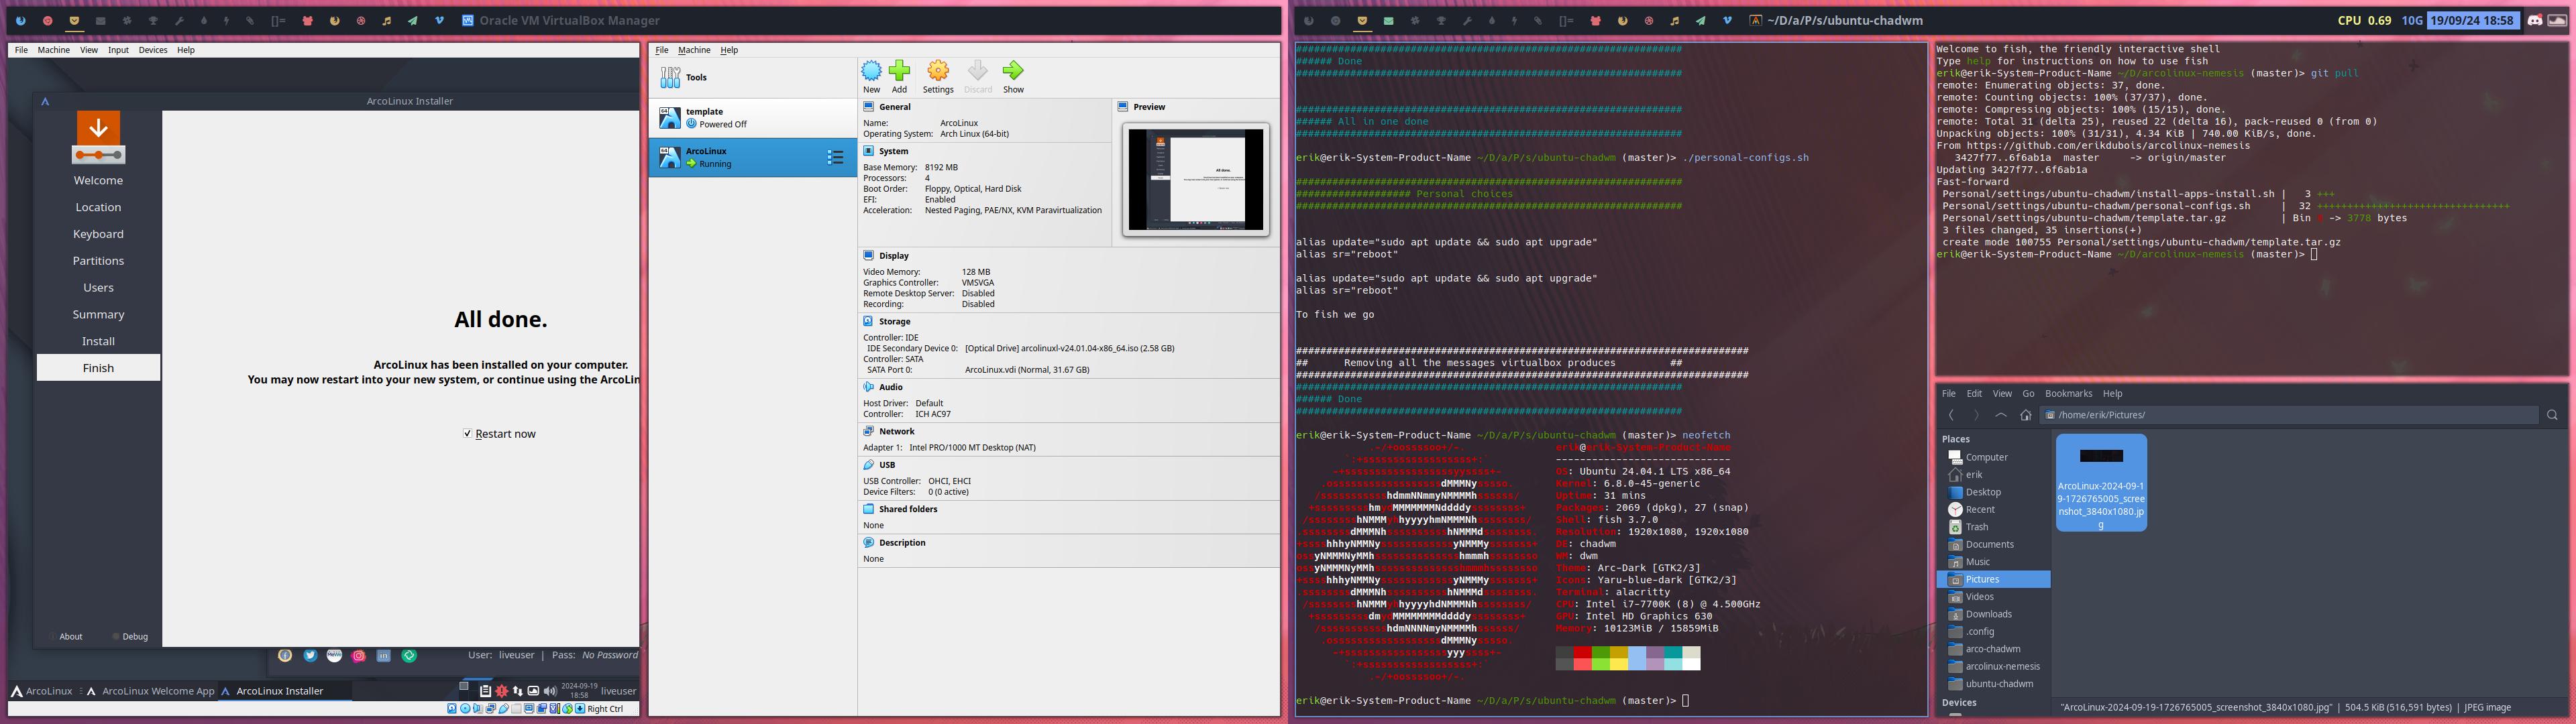 Oracle VM VirtualBox Manager
~/D/a/P/s/ubuntu-chadwm
CPU 0.69 10G 19/09/24 18:58
File Machine View Input Devices Help
ArcoLinux Installer
Welcome
Location
Keyboard
Partitions
Users
Summary
Install
Finish
About Debug
All done.
ArcoLinux has been installed on your computer.
You may now restart into your new system, or continue using the ArcoLin
Restart now
User: liveuser | Pass: No Password
ArcoLinux ArcoLinux Welcome App ArcoLinux Installer 2024-09-19 18:58 liveuser
Right Ctrl
File Machine Help
Tools
template
Powered Off
ArcoLinux
Running
New Add Settings Discard Show
General
Name: ArcoLinux
Operating System: Arch Linux (64-bit)
Preview
System
Base Memory: 8192 MB
Processors: 4
Boot Order: Floppy, Optical, Hard Disk
EFI: Enabled
Acceleration: Nested Paging, PAE/NX, KVM Paravirtualization
Display
Video Memory: 128 MB
Graphics Controller: VMSVGA
Remote Desktop Server: Disabled
Recording: Disabled
Storage
Controller: IDE
IDE Secondary Device 0: [Optical Drive] arcolinuxl-v24.01.04-x86_64.iso (2.58 GB)
Controller: SATA
SATA Port 0: ArcoLinux.vdi (Normal, 31.67 GB)
Audio
Host Driver: Default
Controller: ICH AC97
Network
Adapter 1: Intel PRO/1000 MT Desktop (NAT)
USB
USB Controller: OHCI, EHCI
Device Filters: 0 (0 active)
Shared folders
None
Description
None
###### Done
###### All in one done
erik@erik-System-Product-Name ~/D/a/P/s/ubuntu-chadwm (master)> ./personal-configs.sh
################### Personal choices
alias update="sudo apt update && sudo apt upgrade"
alias sr="reboot"
alias update="sudo apt update && sudo apt upgrade"
alias sr="reboot"
To fish we go
## Removing all the messages virtualbox produces ##
###### Done
erik@erik-System-Product-Name ~/D/a/P/s/ubuntu-chadwm (master)> neofetch
erik@erik-System-Product-Name
OS: Ubuntu 24.04.1 LTS x86_64
Kernel: 6.8.0-45-generic
Uptime: 31 mins
Packages: 2069 (dpkg), 27 (snap)
Shell: fish 3.7.0
Resolution: 1920x1080, 1920x1080
DE: chadwm
WM: dwm
Theme: Arc-Dark [GTK2/3]
Icons: Yaru-blue-dark [GTK2/3]
Terminal: alacritty
CPU: Intel i7-7700K (8) @ 4.500GHz
GPU: Intel HD Graphics 630
Memory: 10123MiB / 15859MiB
erik@erik-System-Product-Name ~/D/a/P/s/ubuntu-chadwm (master)>
Welcome to fish, the friendly interactive shell
Type help for instructions on how to use fish
erik@erik-System-Product-Name ~/D/arcolinux-nemesis (master)> git pull
remote: Enumerating objects: 37, done.
remote: Counting objects: 100% (37/37), done.
remote: Compressing objects: 100% (15/15), done.
remote: Total 31 (delta 25), reused 22 (delta 16), pack-reused 0 (from 0)
Unpacking objects: 100% (31/31), 4.34 KiB | 740.00 KiB/s, done.
From https://github.com/erikdubois/arcolinux-nemesis
3427f77..6f6ab1a master -> origin/master
Updating 3427f77..6f6ab1a
Fast-forward
Personal/settings/ubuntu-chadwm/install-apps-install.sh | 3 +++
Personal/settings/ubuntu-chadwm/personal-configs.sh | 32 ++++++++++++++++++++++++++++++++
Personal/settings/ubuntu-chadwm/template.tar.gz | Bin 0 -> 3778 bytes
3 files changed, 35 insertions(+)
create mode 100755 Personal/settings/ubuntu-chadwm/template.tar.gz
erik@erik-System-Product-Name ~/D/arcolinux-nemesis (master)>
File Edit View Go Bookmarks Help
/home/erik/Pictures/
Places
Computer
erik
Desktop
Recent
Trash
Documents
Music
Pictures
Videos
Downloads
.config
arco-chadwm
arcolinux-nemesis
ubuntu-chadwm
Devices
ArcoLinux-2024-09-1
9-1726765005_scree
nshot_3840x1080.jp
g
"ArcoLinux-2024-09-19-1726765005_screenshot_3840x1080.jpg" | 504.5 KiB (516,591 bytes) | JPEG image